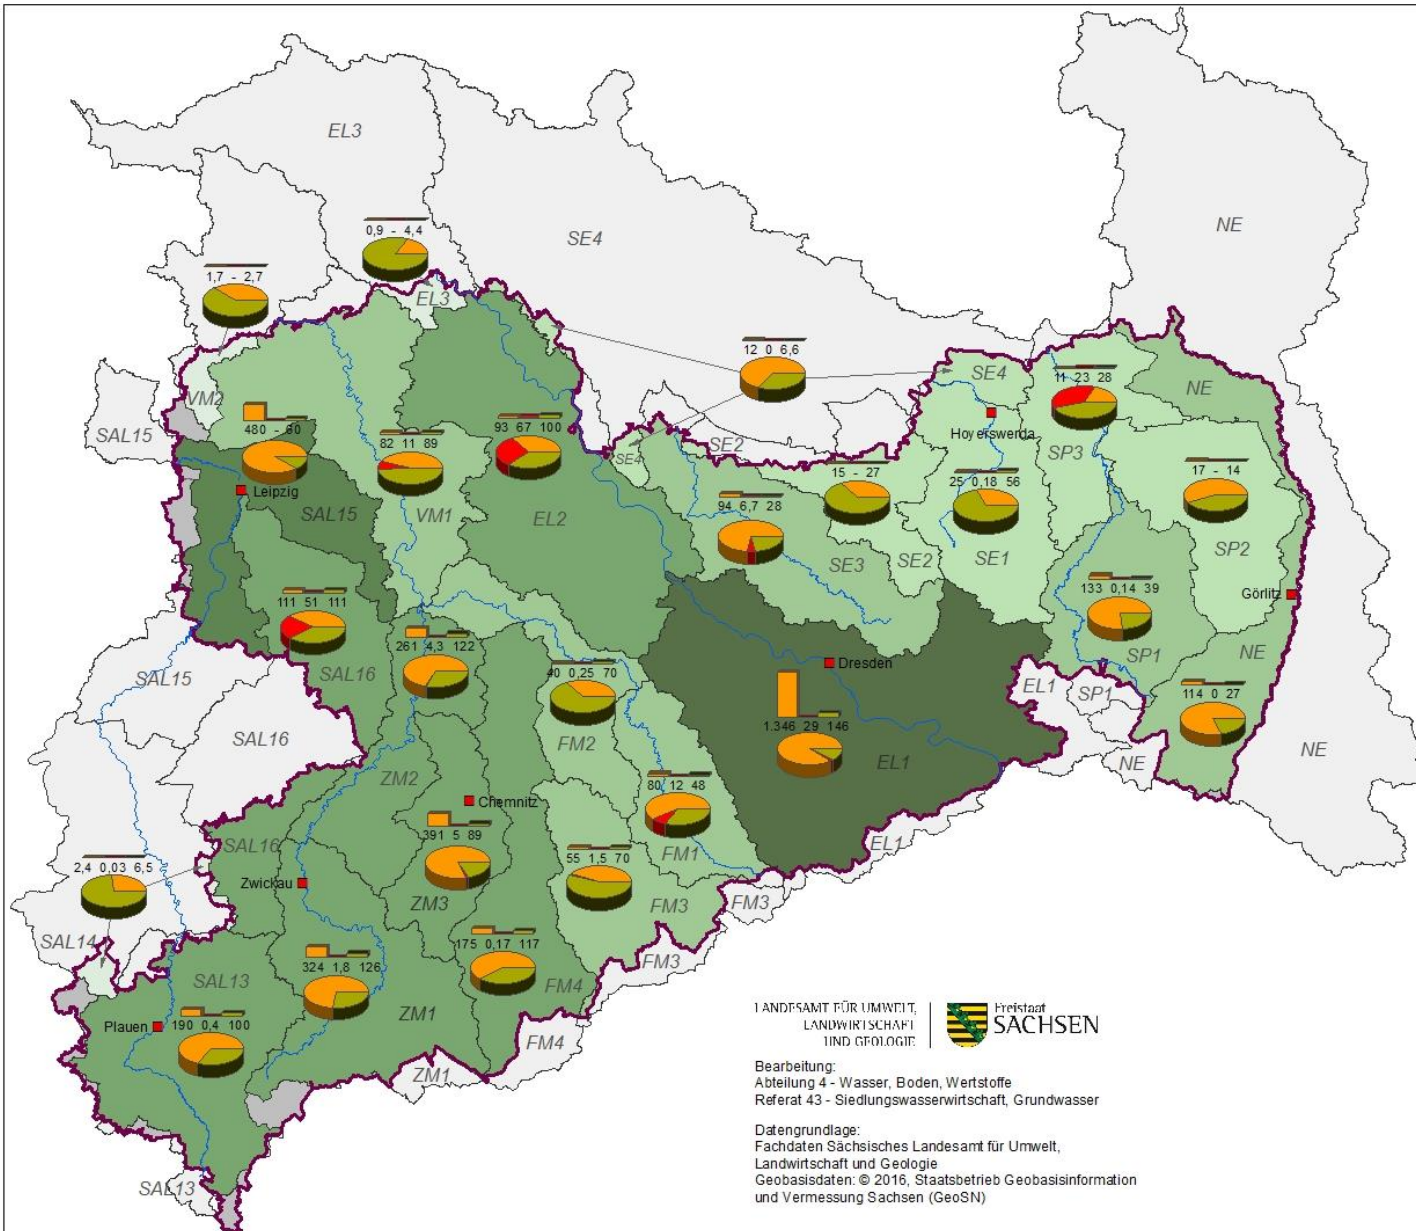 EL3
NE
SE4
0,9 - 4,4
1,7 - 2,7
EL3
12 0 6,6
SE4
NE
VM2
11 23 28
SAL15
480 - 60
93 67 100
82 11 89
SE2
Hoyerswerda
SP3
SE4
15 - 27
17 - 14
Leipzig
25 0,18 56
SAL15
VM1
EL2
94 6,7 28
SE1
SP2
SE3
SE2
133 0,14 39
Görlitz
111 51 111
261 4,3 122
SP1
NE
SAL16
Dresden
SAL15
40 0,25 70
EL1
SP1
114 0 27
1.346 29 146
SAL16
FM2
EL1
NE
NE
ZM2
80 12 48
Chemnitz
391 5 89
SAL16
FM1
EL1
55 1,5 70
2,4 0,03 6,5
Zwickau
ZM3
FM3
FM3
SAL14
175 0,17 117
FM3
324 1,8 126
SAL13
FM4
190 0,4 100
Plauen
ZM1
FM4
ZM1
SAL13
LANDESAMT FÜR UMWELT,
LANDWIRTSCHAFT
UND GEOLOGIE
Freistaat
SACHSEN
Bearbeitung:
Abteilung 4 - Wasser, Boden, Wertstoffe
Referat 43 - Siedlungswasserwirtschaft, Grundwasser
Datengrundlage:
Fachdaten Sächsisches Landesamt für Umwelt,
Landwirtschaft und Geologie
Geobasisdaten: © 2016, Staatsbetrieb Geobasisinformation
und Vermessung Sachsen (GeoSN)